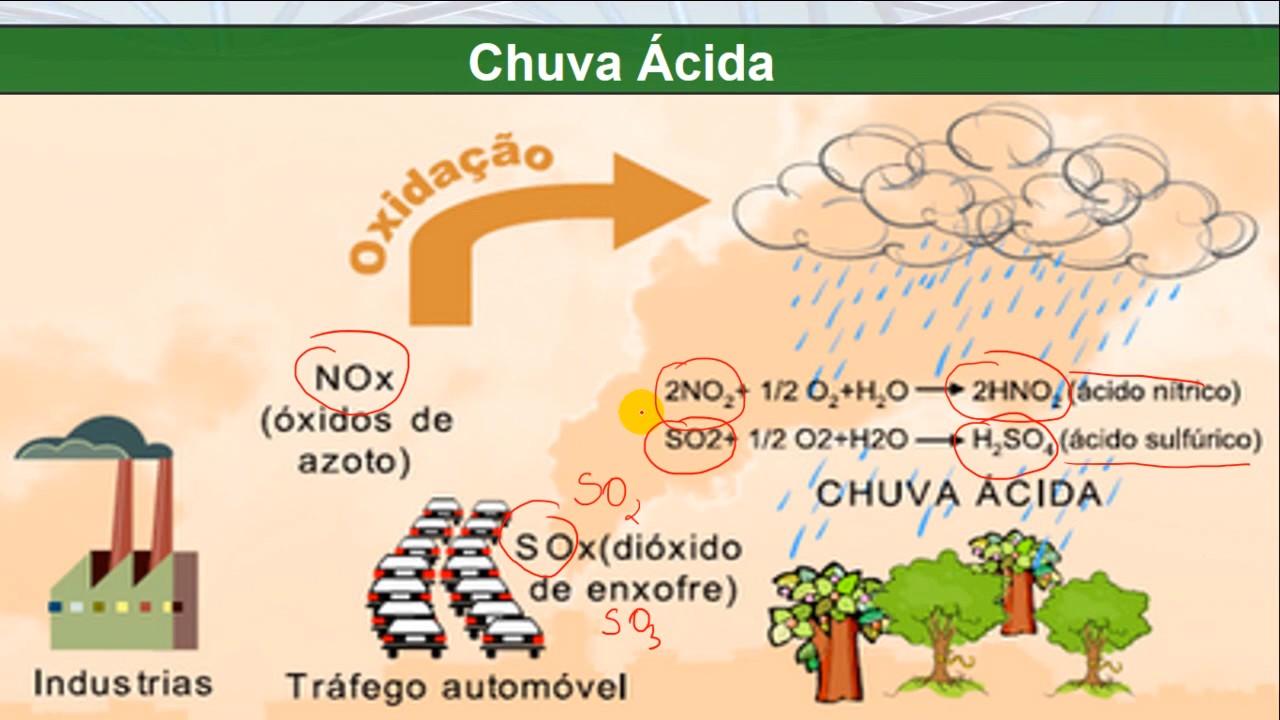 Chuva Ácida
Oxidação
NOx
(óxidos de
azoto)
2NO₂+ 1/2 O₂+H₂O → 2HNO₂ (ácido nítrico)
SO2+ 1/2 O2+H2O → H₂SO₄ (ácido sulfúrico)
CHUVA ÁCIDA
SO₂
SOx(dióxido
de enxofre)
SO₃
Industrias
Tráfego automóvel